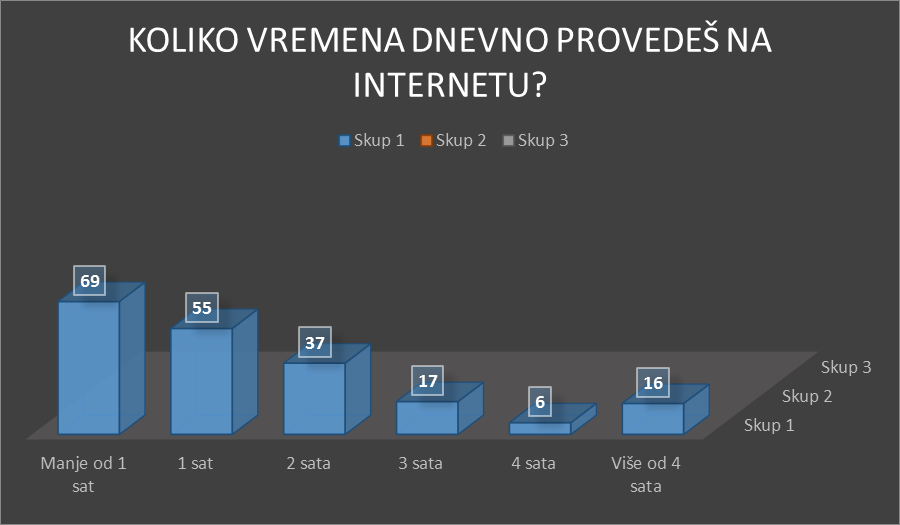 KOLIKO VREMENA DNEVNO PROVEDEŠ NA
INTERNETU?
Skup 1 Skup 2 Skup 3
69
55
37
17
6
16
Skup 3
Skup 2
Skup 1
Manje od 1
sat
1 sat
2 sata
3 sata
4 sata
Više od 4
sata